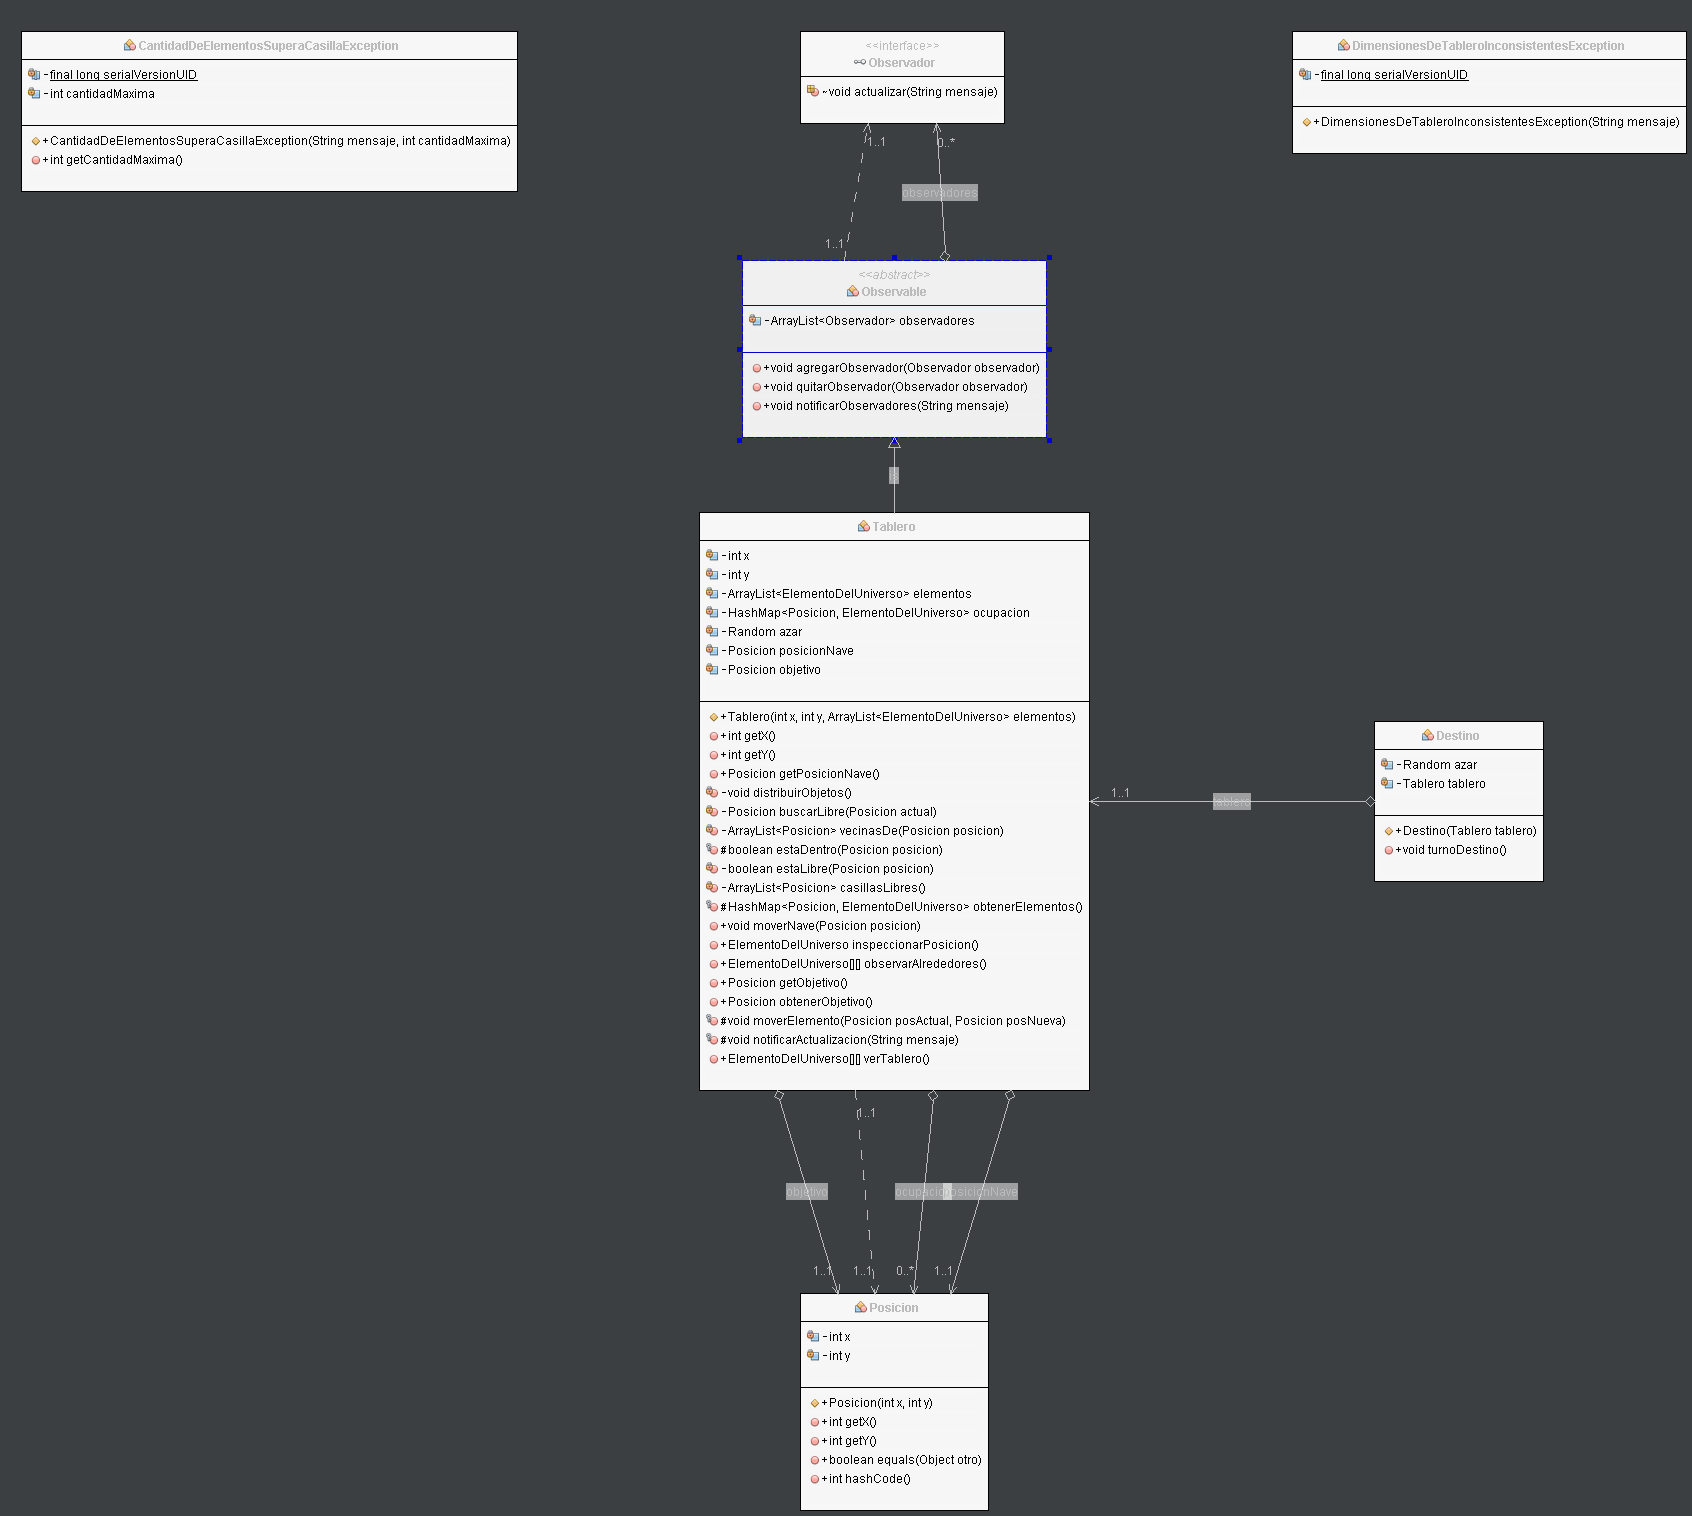 CantidadDeElementosSuperaCasillaException
-final long serialVersionUID
-int cantidadMaxima
+CantidadDeElementosSuperaCasillaException(String mensaje, int cantidadMaxima)
+int getCantidadMaxima()
<<interface>>
Observador
~void actualizar(String mensaje)
DimensionesDeTableroInconsistentesException
-final long serialVersionUID
+DimensionesDeTableroInconsistentesException(String mensaje)
1..1
0..*
observadores
1..1
<<abstract>>
Observable
-ArrayList<Observador> observadores
+void agregarObservador(Observador observador)
+void quitarObservador(Observador observador)
+void notificarObservadores(String mensaje)
Tablero
-int x
-int y
-ArrayList<ElementoDelUniverso> elementos
-HashMap<Posicion, ElementoDelUniverso> ocupacion
-Random azar
-Posicion posicionNave
-Posicion objetivo
+Tablero(int x, int y, ArrayList<ElementoDelUniverso> elementos)
+int getX()
+int getY()
+Posicion getPosicionNave()
-void distribuirObjetos()
-Posicion buscarLibre(Posicion actual)
-ArrayList<Posicion> vecinasDe(Posicion posicion)
#boolean estaDentro(Posicion posicion)
-boolean estaLibre(Posicion posicion)
-ArrayList<Posicion> casillasLibres()
#HashMap<Posicion, ElementoDelUniverso> obtenerElementos()
+void moverNave(Posicion posicion)
+ElementoDelUniverso inspeccionarPosicion()
+ElementoDelUniverso[][] observarAlrededores()
+Posicion getObjetivo()
+Posicion obtenerObjetivo()
#void moverElemento(Posicion posActual, Posicion posNueva)
#void notificarActualizacion(String mensaje)
+ElementoDelUniverso[][] verTablero()
1..1
tablero
Destino
-Random azar
-Tablero tablero
+Destino(Tablero tablero)
+void turnoDestino()
1..1
objetivo
posicionNave
1..1
1..1
0..*
1..1
Posicion
-int x
-int y
+Posicion(int x, int y)
+int getX()
+int getY()
+boolean equals(Object otro)
+int hashCode()